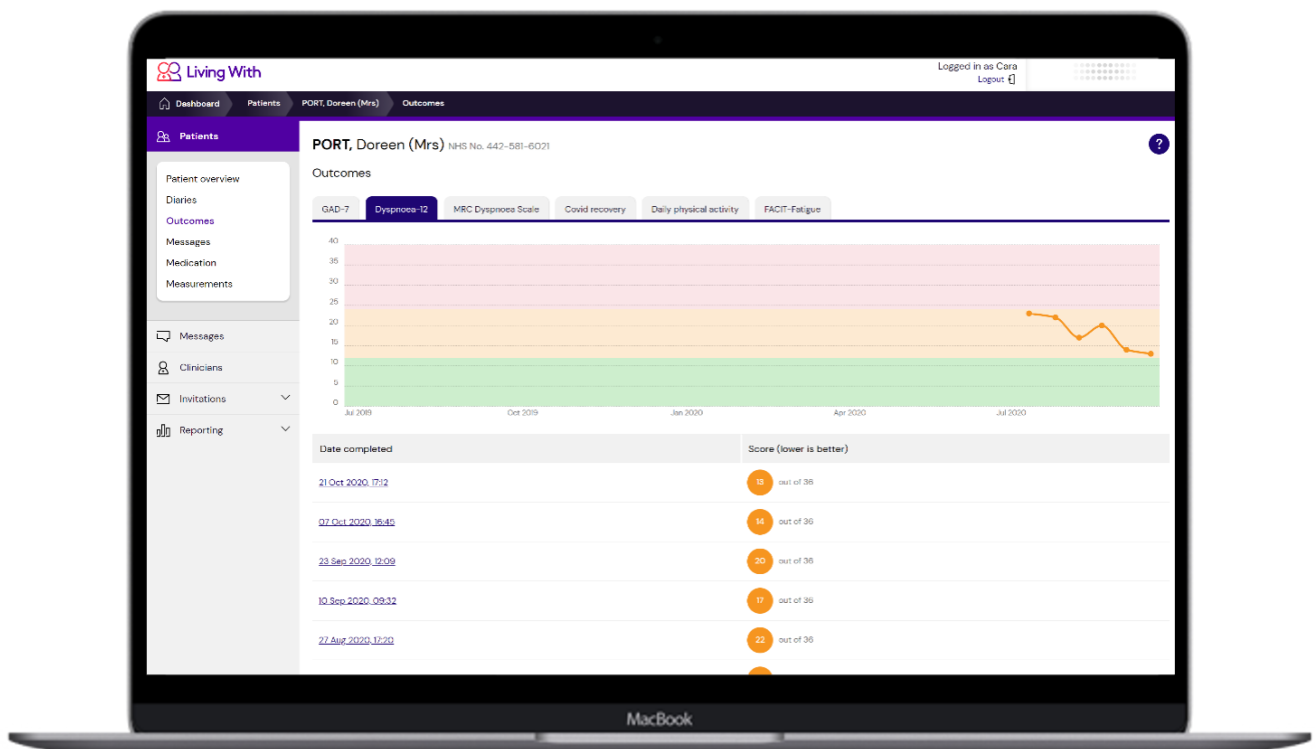 Living With
Logged in as Cara
Logout
Dashboard Patients PORT, Doreen (Mrs) Outcomes
Patients
PORT, Doreen (Mrs) NHS No. 442-581-6021
?
Outcomes
Patient overview
Diaries
Outcomes
Messages
Medication
Measurements
Messages
Clinicians
Invitations
Reporting
GAD-7 Dyspnoea-12 MRC Dyspnoea Scale Covid recovery Daily physical activity FACIT-Fatigue
40
35
30
25
20
15
10
5
0
Jul 2019 Oct 2019 Jan 2020 Apr 2020 Jul 2020
Date completed Score (lower is better)
21 Oct 2020, 17:12 13 out of 36
07 Oct 2020, 16:45 14 out of 36
23 Sep 2020, 12:09 20 out of 36
10 Sep 2020, 09:32 17 out of 36
27 Aug 2020, 17:20 22 out of 36
MacBook